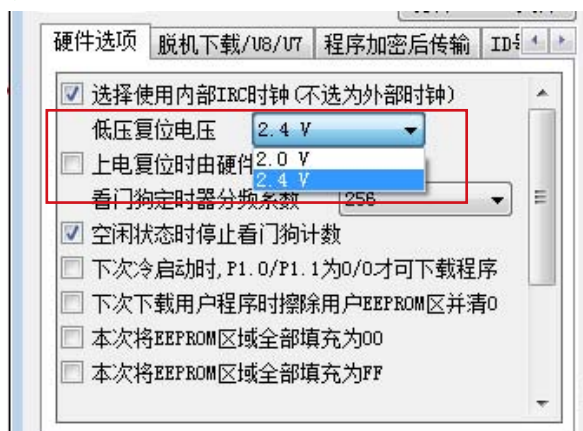 硬件选项 脱机下载/U8/U7 程序加密后传输
选择使用内部IRC时钟(不选为外部时钟)
低压复位电压 2.4 V
2.0 V
上电复位时由硬件
2.4 V
看门狗定时器分频系数 256
空闲状态时停止看门狗计数
下次冷启动时,P1.0/P1.1为0/0才可下载程序
下次下载用户程序时擦除用户EEPROM区并清0
本次将EEPROM区域全部填充为00
本次将EEPROM区域全部填充为FF